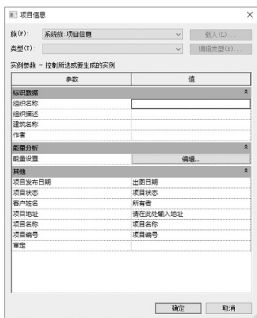 项目信息
族(F): 系统族:项目信息 载入(L)...
类型(T): 编辑类型(E)...
实例参数 - 控制所选或要生成的实例
参数 值
标识数据
组织名称
组织描述
建筑名称
作者
能量分析
能量设置 编辑...
其他
项目发布日期 出图日期
项目状态 项目状态
客户姓名 所有者
项目地址 请在此处输入地址
项目名称 项目名称
项目编号 项目编号
审定
确定 取消